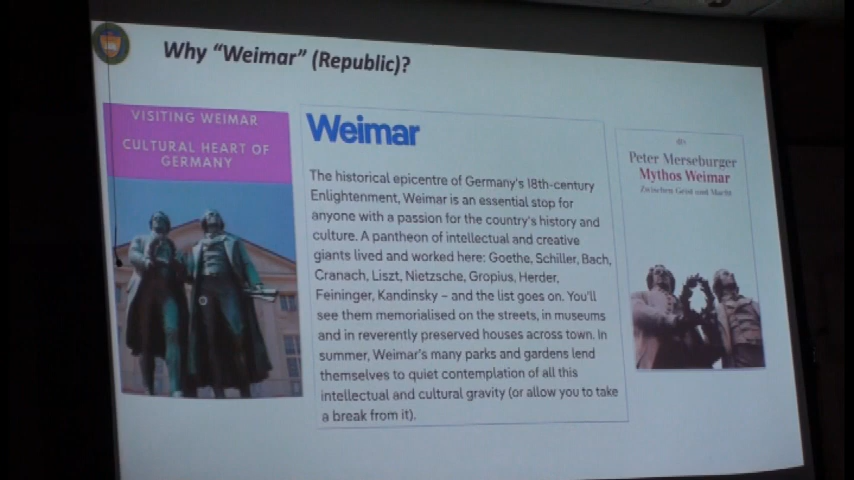 Why “Weimar” (Republic)?
VISITING WEIMAR
CULTURAL HEART OF
GERMANY
Weimar
The historical epicentre of Germany's 18th-century
Enlightenment, Weimar is an essential stop for
anyone with a passion for the country's history and
culture. A pantheon of intellectual and creative
giants lived and worked here: Goethe, Schiller, Bach,
Cranach, Liszt, Nietzsche, Gropius, Herder,
Feininger, Kandinsky – and the list goes on. You'll
see them memorialised on the streets, in museums
and in reverently preserved houses across town. In
summer, Weimar's many parks and gardens lend
themselves to quiet contemplation of all this
intellectual and cultural gravity (or allow you to take
a break from it).
Peter Merseburger
Mythos Weimar
Zwischen Geist und Macht